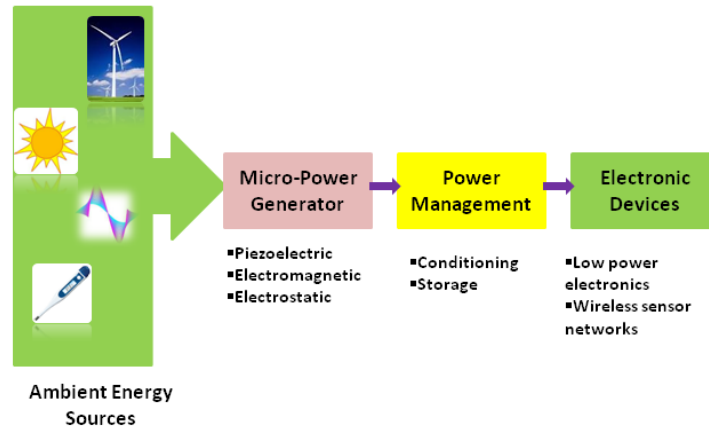 Micro-Power
Generator
Power
Management
Electronic
Devices
▪Piezoelectric
▪Electromagnetic
▪Electrostatic
▪Conditioning
▪Storage
▪Low power
electronics
▪Wireless sensor
networks
Ambient Energy
Sources